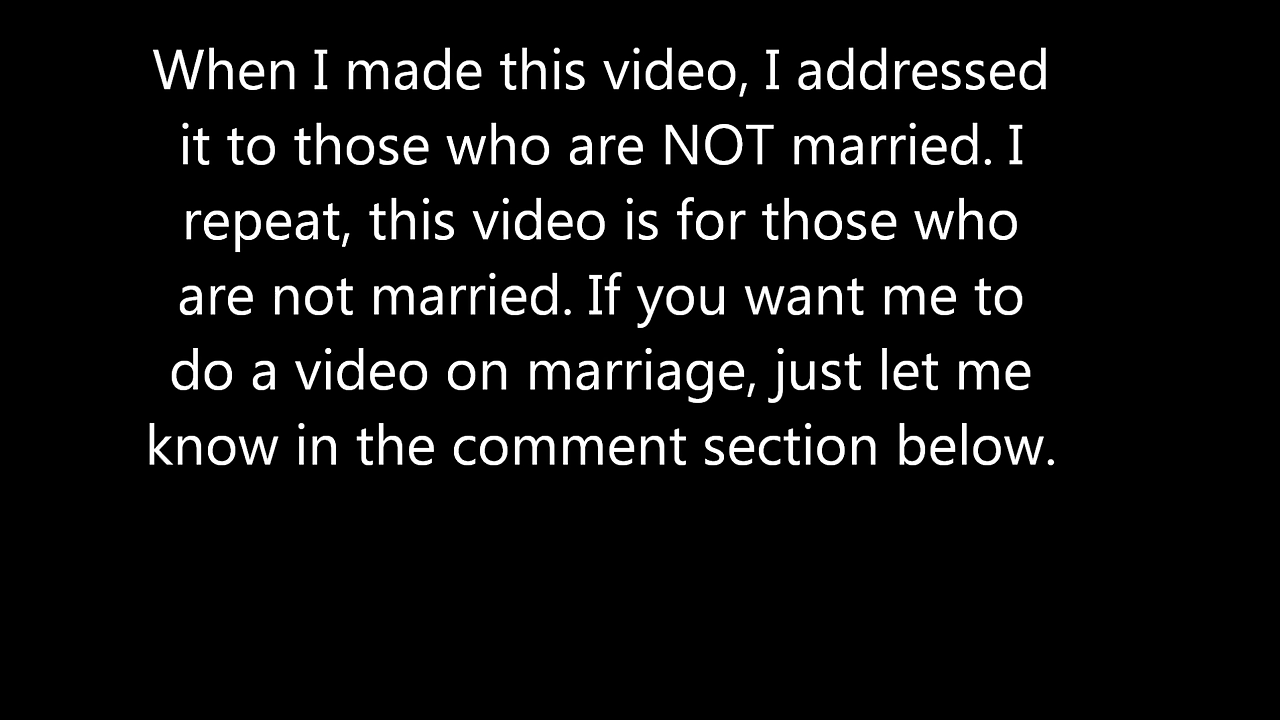 When I made this video, I addressed
it to those who are NOT married. I
repeat, this video is for those who
are not married. If you want me to
do a video on marriage, just let me
know in the comment section below.